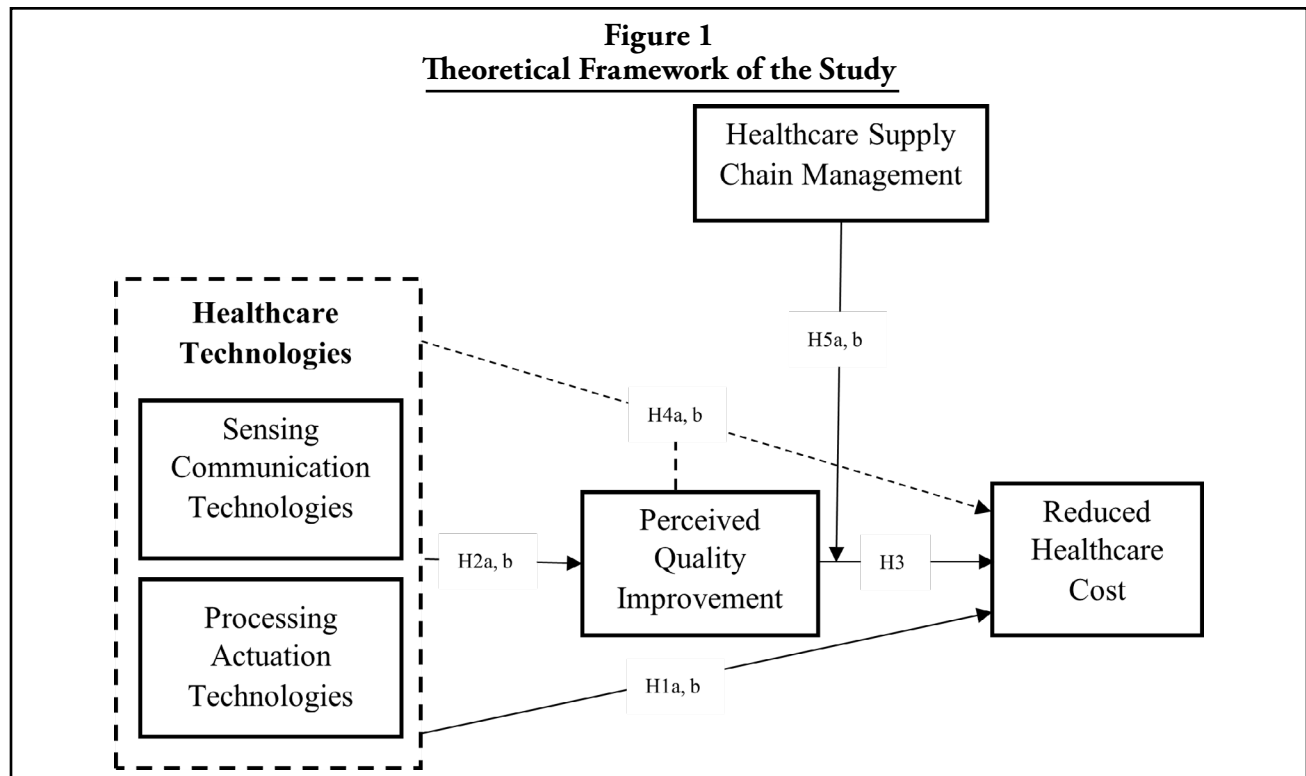 Figure 1
Theoretical Framework of the Study
Healthcare Supply
Chain Management
H5a, b
Healthcare
Technologies
Sensing
Communication
Technologies
Processing
Actuation
Technologies
H4a, b
H2a, b
Perceived
Quality
Improvement
H3
Reduced
Healthcare
Cost
H1a, b